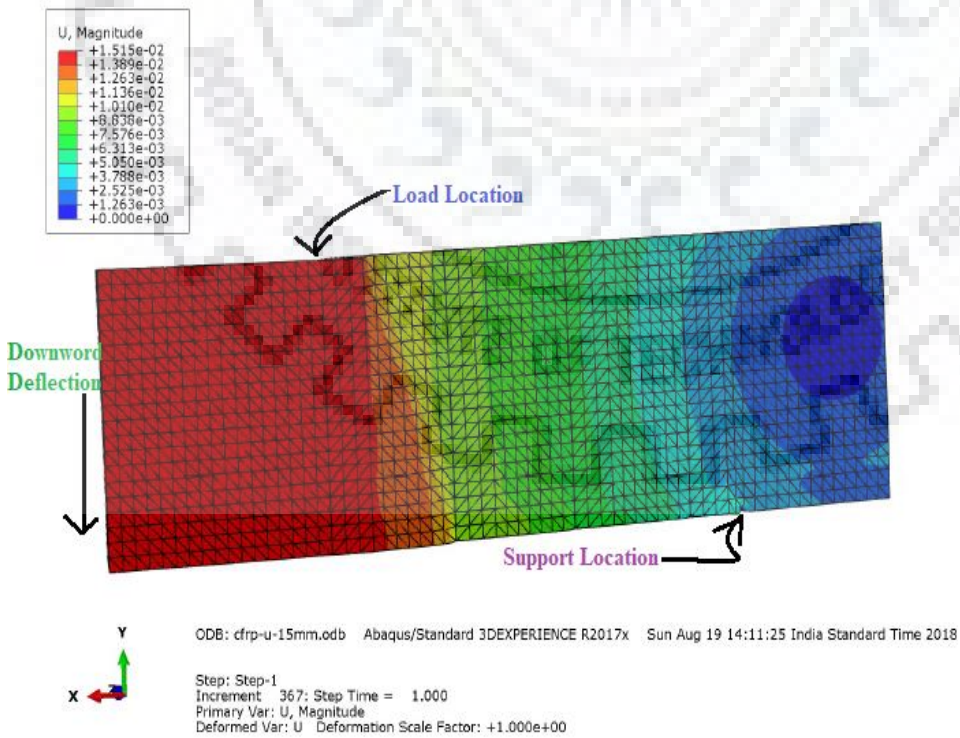 U, Magnitude
+1.515e-02
+1.389e-02
+1.263e-02
+1.136e-02
+1.010e-02
+8.838e-03
+7.576e-03
+6.313e-03
+5.050e-03
+3.788e-03
+2.525e-03
+1.263e-03
+0.000e+00
Load Location
Downword
Deflection
Support Location
Y
X
ODB: cfrp-u-15mm.odb Abaqus/Standard 3DEXPERIENCE R2017x Sun Aug 19 14:11:25 India Standard Time 2018
Step: Step-1
Increment 367: Step Time = 1.000
Primary Var: U, Magnitude
Deformed Var: U Deformation Scale Factor: +1.000e+00